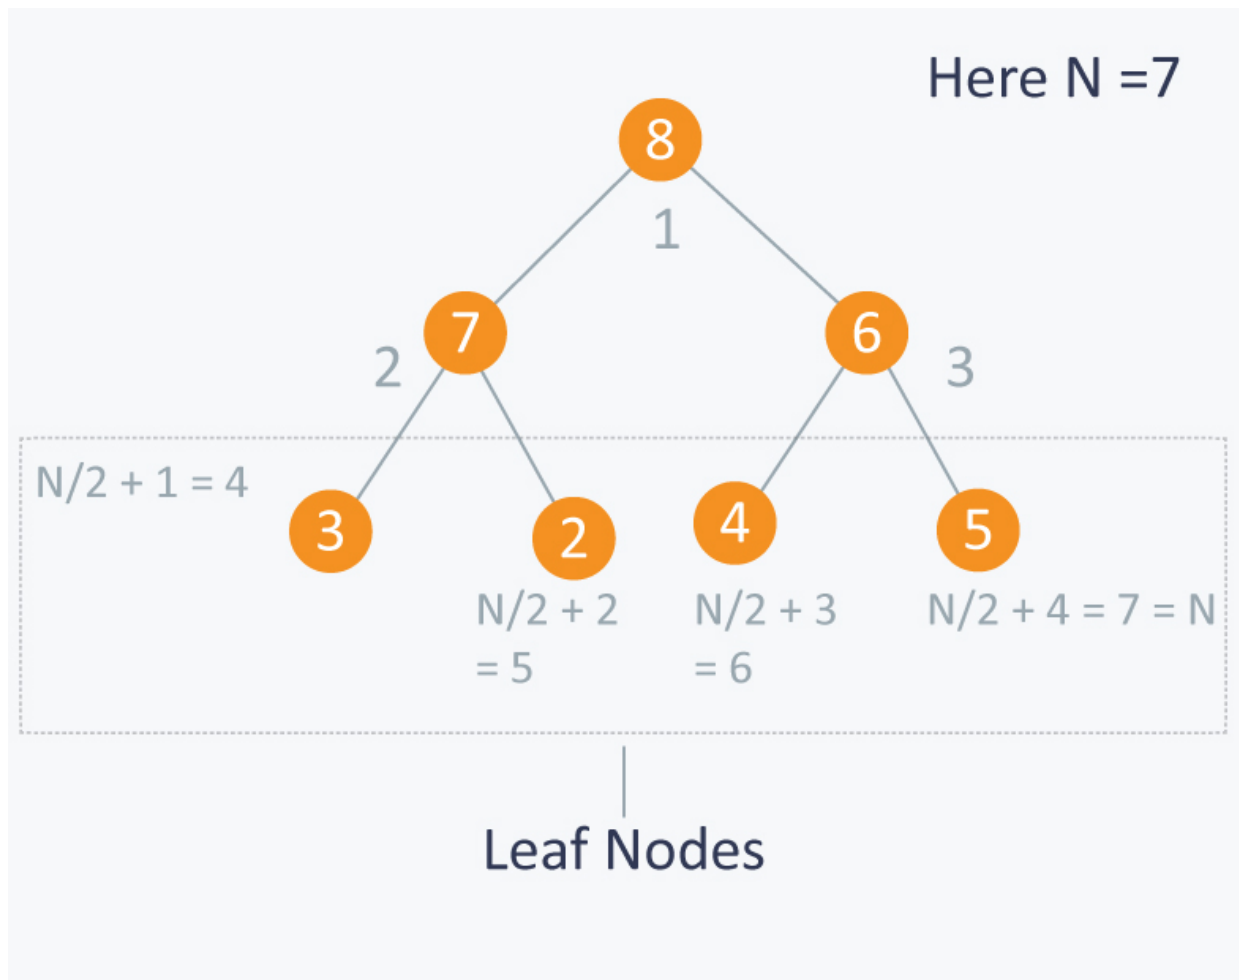 Here N =7
8
1
7
6
2
3
N/2 + 1 = 4
3
2
4
5
N/2 + 2
= 5
N/2 + 3
= 6
N/2 + 4 = 7 = N
Leaf Nodes